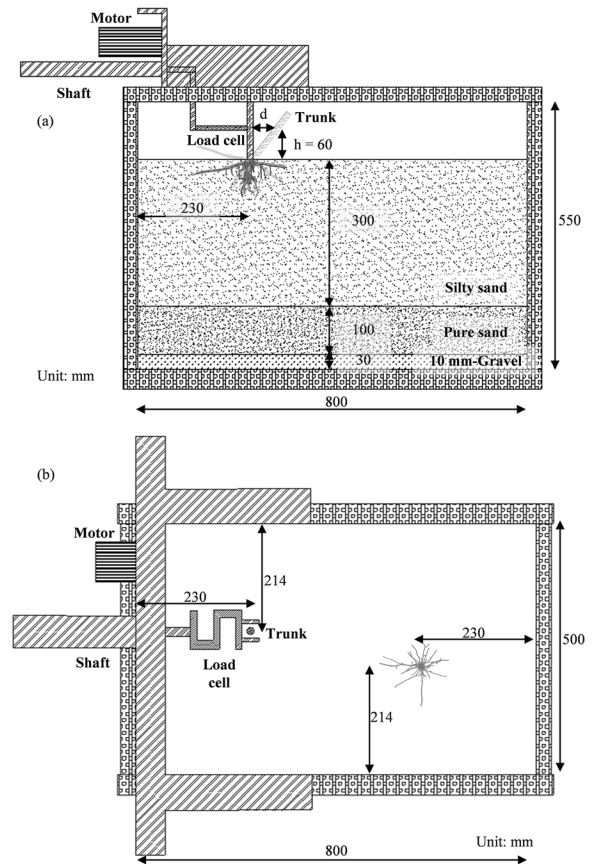 Motor
Shaft
(a)
d
Trunk
Load cell
h = 60
230
300
550
Silty sand
100
Pure sand
30
10 mm-Gravel
Unit: mm
800
(b)
Motor
214
230
Trunk
230
500
Shaft
Load
cell
214
Unit: mm
800